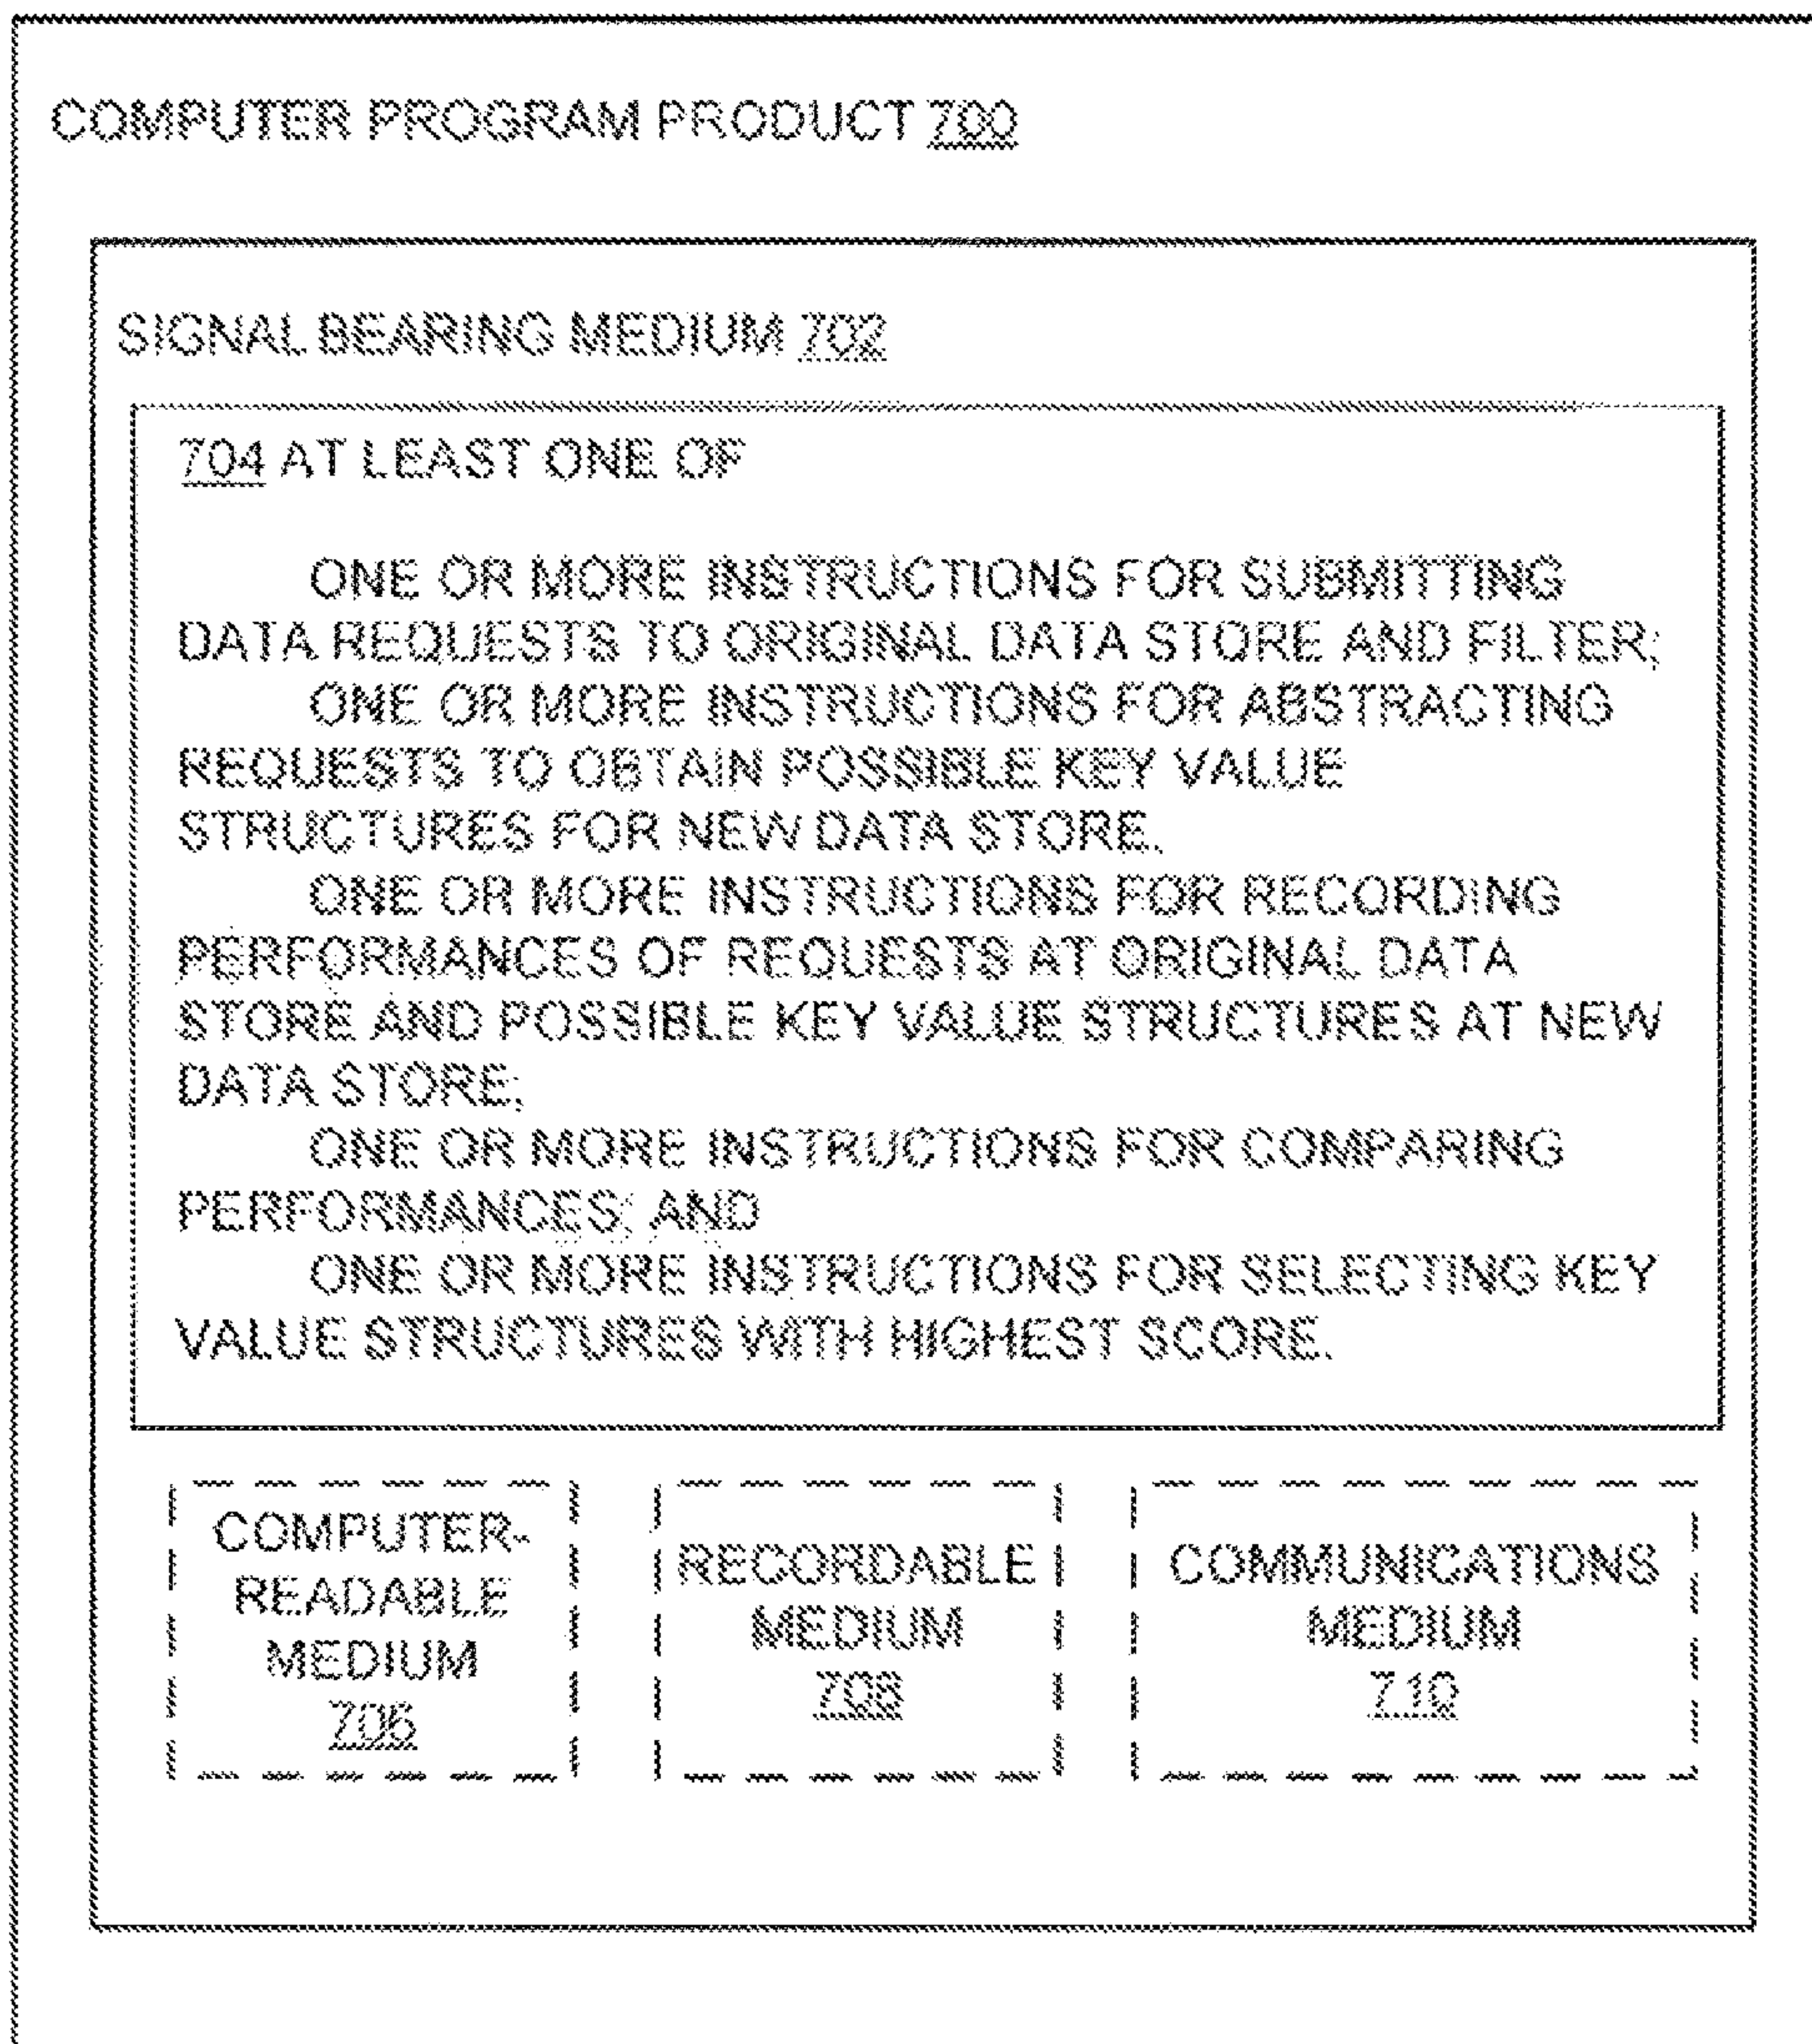 COMPUTER PROGRAM PRODUCT 700
SIGNAL BEARING MEDIUM 702
704 AT LEAST ONE OF
ONE OR MORE INSTRUCTIONS FOR SUBMITTING
DATA REQUESTS TO ORIGINAL DATA STORE AND FILTER;
ONE OR MORE INSTRUCTIONS FOR ABSTRACTING
REQUESTS TO OBTAIN POSSIBLE KEY VALUE
STRUCTURES FOR NEW DATA STORE.
ONE OR MORE INSTRUCTIONS FOR RECORDING
PERFORMANCES OF REQUESTS AT ORIGINAL DATA
STORE AND POSSIBLE KEY VALUE STRUCTURES AT NEW
DATA STORE;
ONE OR MORE INSTRUCTIONS FOR COMPARING
PERFORMANCES; AND
ONE OR MORE INSTRUCTIONS FOR SELECTING KEY
VALUE STRUCTURES WITH HIGHEST SCORE.
COMPUTER-
READABLE
MEDIUM
706
RECORDABLE
MEDIUM
708
COMMUNICATIONS
MEDIUM
710